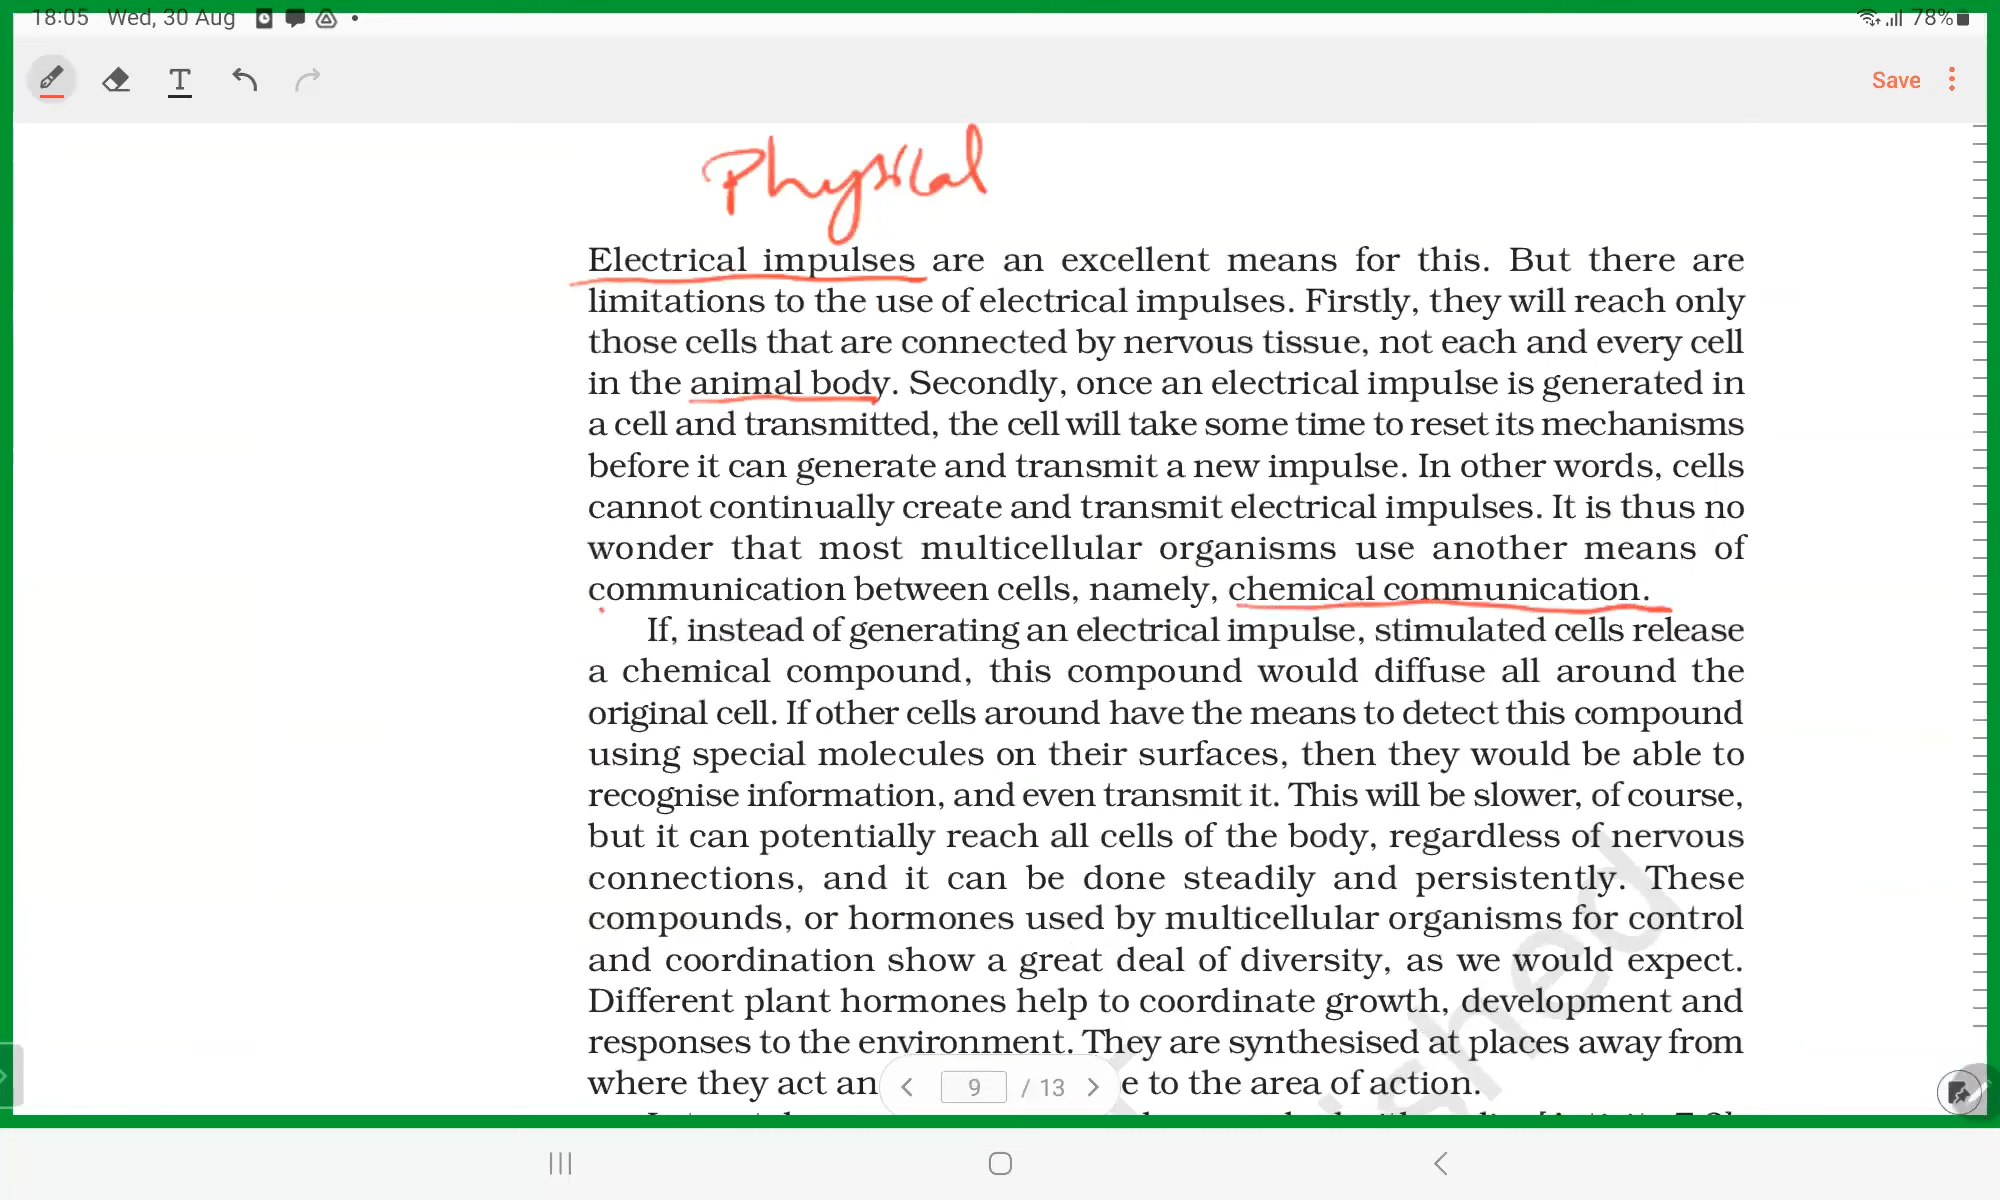 18:05 Wed, 30 Aug
78%
Save
Physical
Electrical impulses are an excellent means for this. But there are
limitations to the use of electrical impulses. Firstly, they will reach only
those cells that are connected by nervous tissue, not each and every cell
in the animal body. Secondly, once an electrical impulse is generated in
a cell and transmitted, the cell will take some time to reset its mechanisms
before it can generate and transmit a new impulse. In other words, cells
cannot continually create and transmit electrical impulses. It is thus no
wonder that most multicellular organisms use another means of
communication between cells, namely, chemical communication.
If, instead of generating an electrical impulse, stimulated cells release
a chemical compound, this compound would diffuse all around the
original cell. If other cells around have the means to detect this compound
using special molecules on their surfaces, then they would be able to
recognise information, and even transmit it. This will be slower, of course,
but it can potentially reach all cells of the body, regardless of nervous
connections, and it can be done steadily and persistently. These
compounds, or hormones used by multicellular organisms for control
and coordination show a great deal of diversity, as we would expect.
Different plant hormones help to coordinate growth, development and
responses to the environment. They are synthesised at places away from
where they act an e to the area of action.
9 / 13
shed